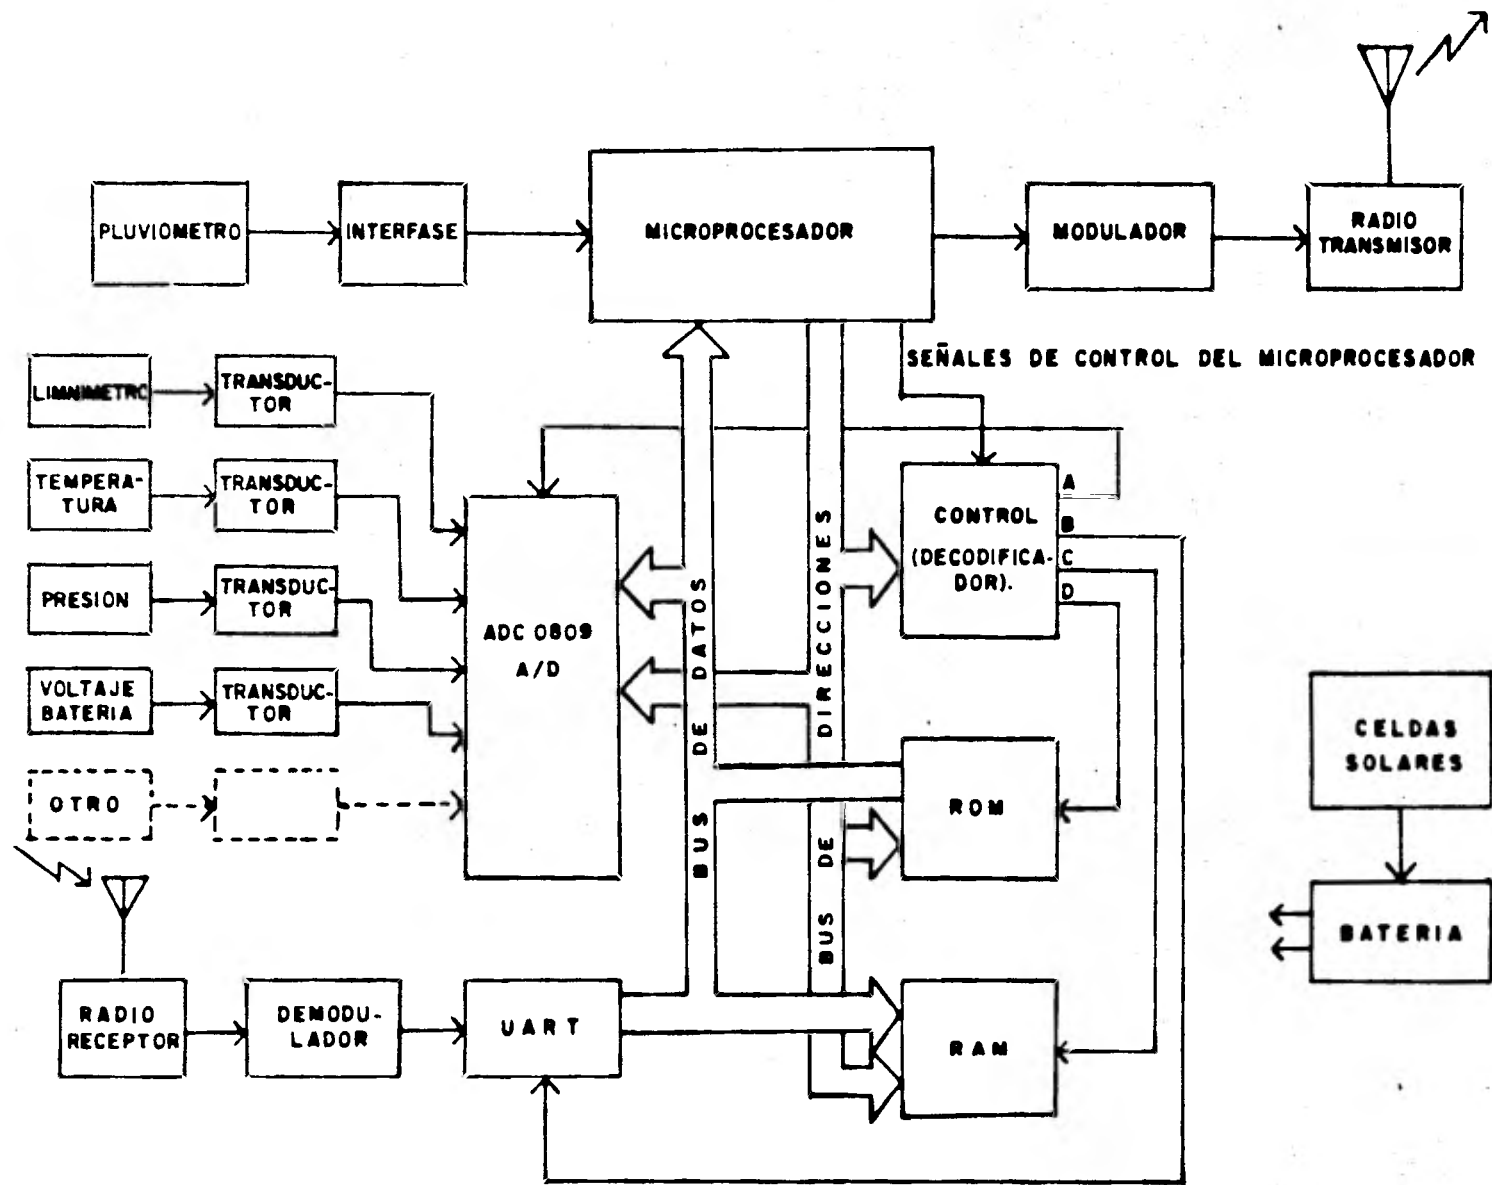 PLUVIOMETRO
INTERFASE
MICROPROCESADOR
MODULADOR
RADIO
TRANSMISOR
SEÑALES DE CONTROL DEL MICROPROCESADOR
LIMNIMETRO
TRANSDUC-
TOR
TEMPERA-
TURA
TRANSDUC-
TOR
PRESION
TRANSDUC-
TOR
VOLTAJE
BATERIA
TRANSDUC-
TOR
OTRO
ADC 0809
A/D
BUS DE DATOS
BUS DE DIRECCIONES
CONTROL
(DECODIFICA-
DOR).
A
B
C
D
ROM
RAM
CELDAS
SOLARES
BATERIA
RADIO
RECEPTOR
DEMODU-
LADOR
UART